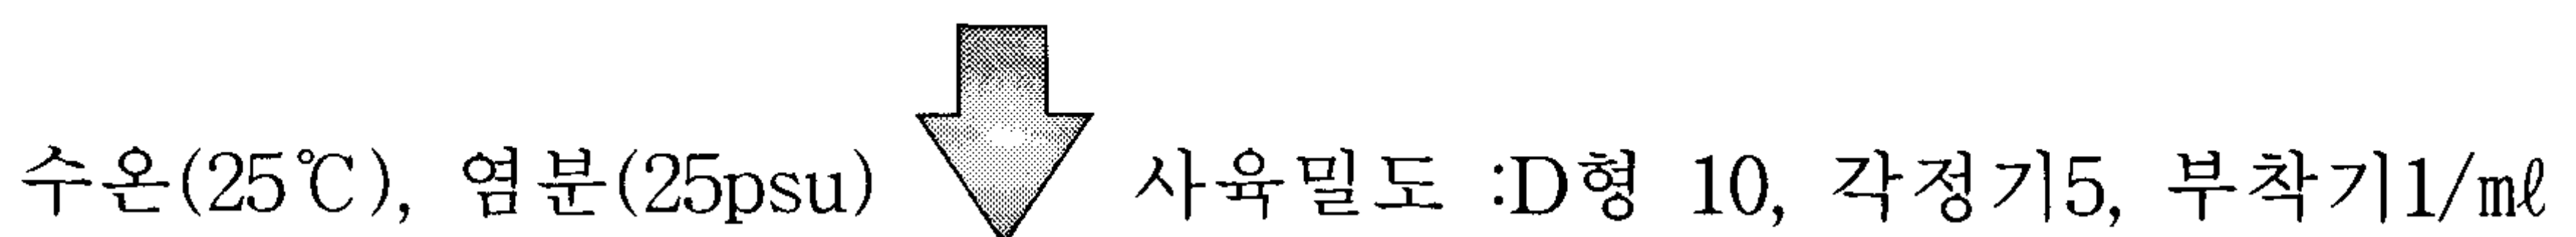 수온(25℃), 염분(25psu) 사육밀도 :D형 10, 각정기5, 부착기1/㎖